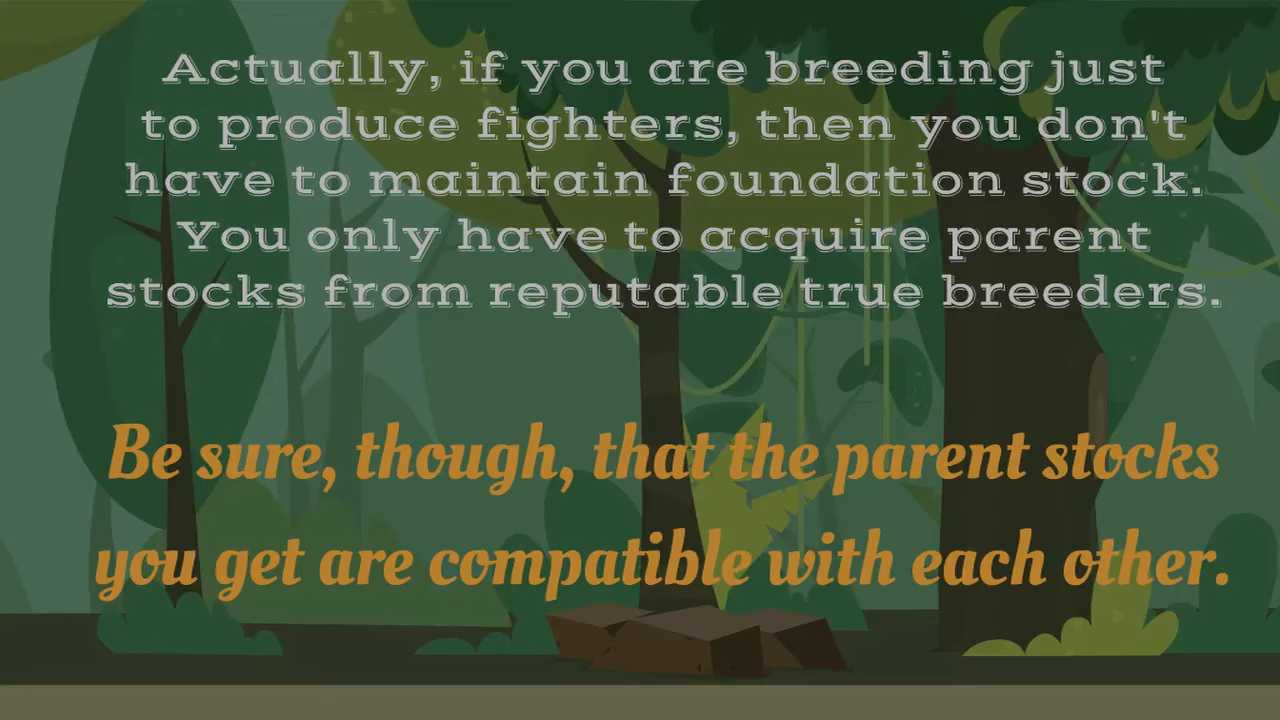 Actually, if you are breeding just
to produce fighters, then you don't
have to maintain foundation stock.
You only have to acquire parent
stocks from reputable true breeders.
Be sure, though, that the parent stocks
you get are compatible with each other.